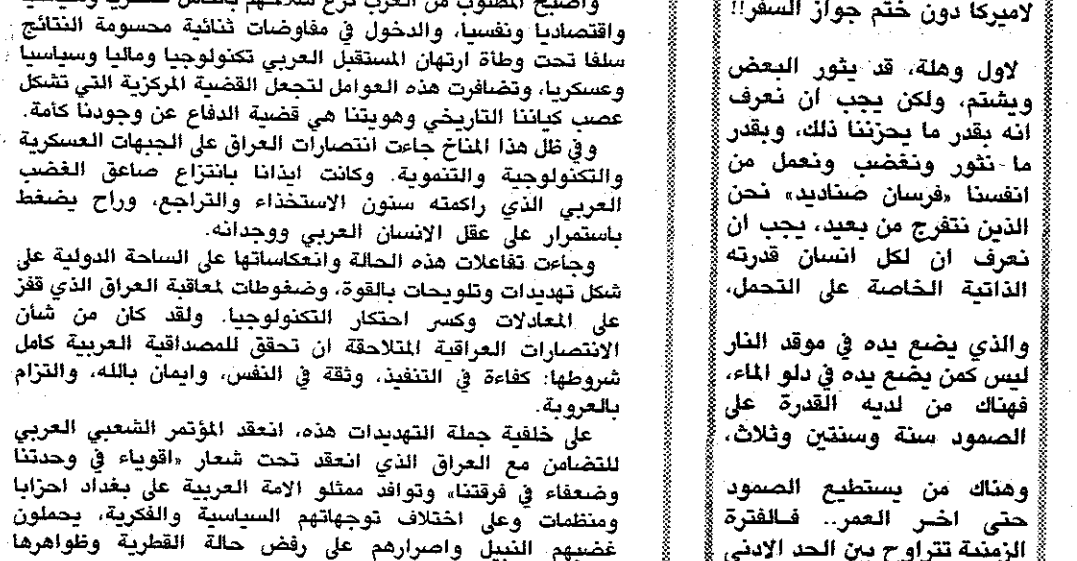 لاميركا دون ختم جواز السفر!!
لاول وهلة، قد يثور البعض
ويشتم، ولكن يجب ان نعرف
انه بقدر ما يحزننا ذلك، وبقدر
ما نثور ونغضب ونعمل من
انفسنا «فرسان صناديد» نحن
الذين نتفرج من بعيد، يجب ان
نعرف ان لكل انسان قدرته
الذاتية الخاصة على التحمل،
والذي يضع يده في موقد النار
ليس كمن يضع يده في دلو الماء،
فهناك من لديه القدرة على
الصمود سنة وسنتين وثلاث،
وهناك من يستطيع الصمود
حتى اخر العمر.. فالفترة
الزمنية تتراوح بين الحد الادنى
واصبح المطلوب من العرب نزع سلاحهم بالكامل
واقتصاديا ونفسيا، والدخول في مفاوضات ثنائية محسومة النتائج
سلفا تحت وطأة ارتهان المستقبل العربي تكنولوجيا وماليا وسياسيا
وعسكريا، وتضافرت هذه العوامل لتجعل القضية المركزية التي تشكل
عصب كياننا التاريخي وهويتنا هي قضية الدفاع عن وجودنا كأمة.
وفي ظل هذا المناخ جاءت انتصارات العراق على الجبهات العسكرية
والتكنولوجية والتنموية. وكانت ايذانا بانتزاع صاعق الغضب
العربي الذي راكمته سنون الاستخذاء والتراجع، وراح يضغط
باستمرار على عقل الانسان العربي ووجدانه.
وجاءت تفاعلات هذه الحالة وانعكاساتها على الساحة الدولية على
شكل تهديدات وتلويحات بالقوة، وضغوطات لمعاقبة العراق الذي قفز
على المعادلات وكسر احتكار التكنولوجيا. ولقد كان من شأن
الانتصارات العراقية المتلاحقة ان تحقق للمصداقية العربية كامل
شروطها: كفاءة في التنفيذ، وثقة في النفس، وايمان بالله، والتزام
بالعروبة.
على خلفية جملة التهديدات هذه، انعقد المؤتمر الشعبي العربي
للتضامن مع العراق الذي انعقد تحت شعار «اقوياء في وحدتنا
وضعفاء في فرقتنا» وتوافد ممثلو الامة العربية على بغداد احزابا
ومنظمات وعلى اختلاف توجهاتهم السياسية والفكرية، يحملون
غضبهم النبيل واصرارهم على رفض حالة القطرية وظواهرها